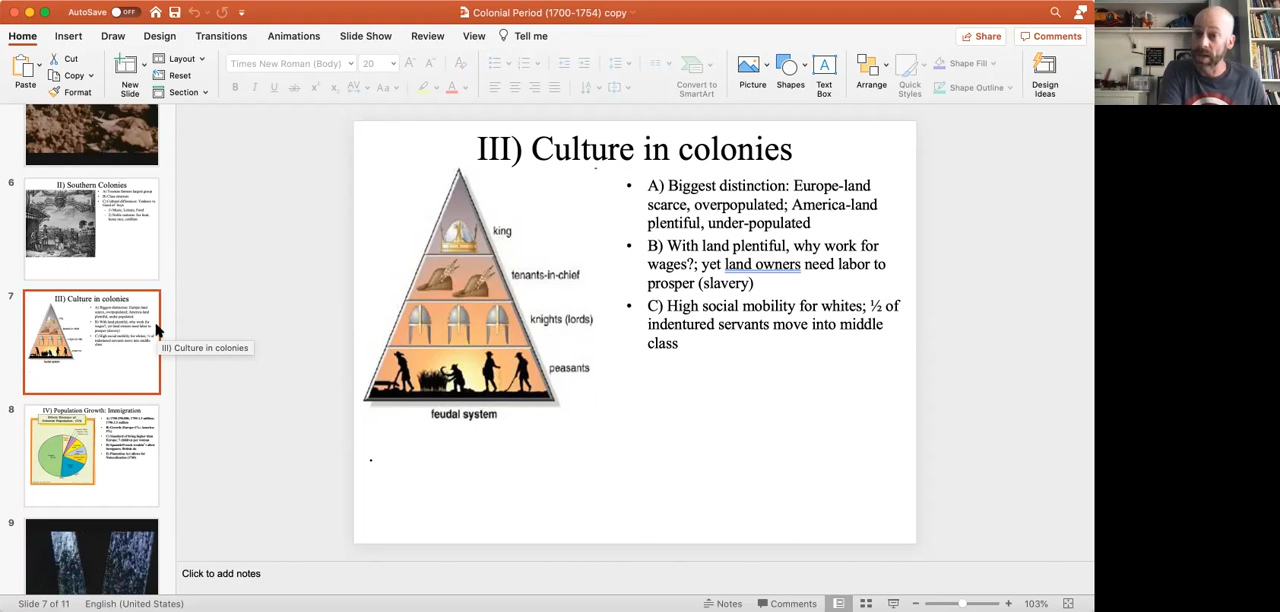 AutoSave OFF
Colonial Period (1700-1754) copy
Home Insert Draw Design Transitions Animations Slide Show Review View Tell me Share Comments
Paste
Cut
Copy
Format
New Slide
Layout
Reset
Section
Times New Roman (Body) 20
Convert to SmartArt
Picture
Shapes
Text Box
Arrange
Quick Styles
Shape Fill
Shape Outline
Design Ideas
6
II) Southern Colonies
7
III) Culture in colonies
feudal system
III) Culture in colonies
8
IV) Population Growth: Immigration
9
III) Culture in colonies
king
tenants-in-chief
knights (lords)
peasants
feudal system
• A) Biggest distinction: Europe-land
scarce, overpopulated; America-land
plentiful, under-populated
• B) With land plentiful, why work for
wages?; yet land owners need labor to
prosper (slavery)
• C) High social mobility for whites; ½ of
indentured servants move into middle
class
Click to add notes
Slide 7 of 11 English (United States) Notes Comments 103%